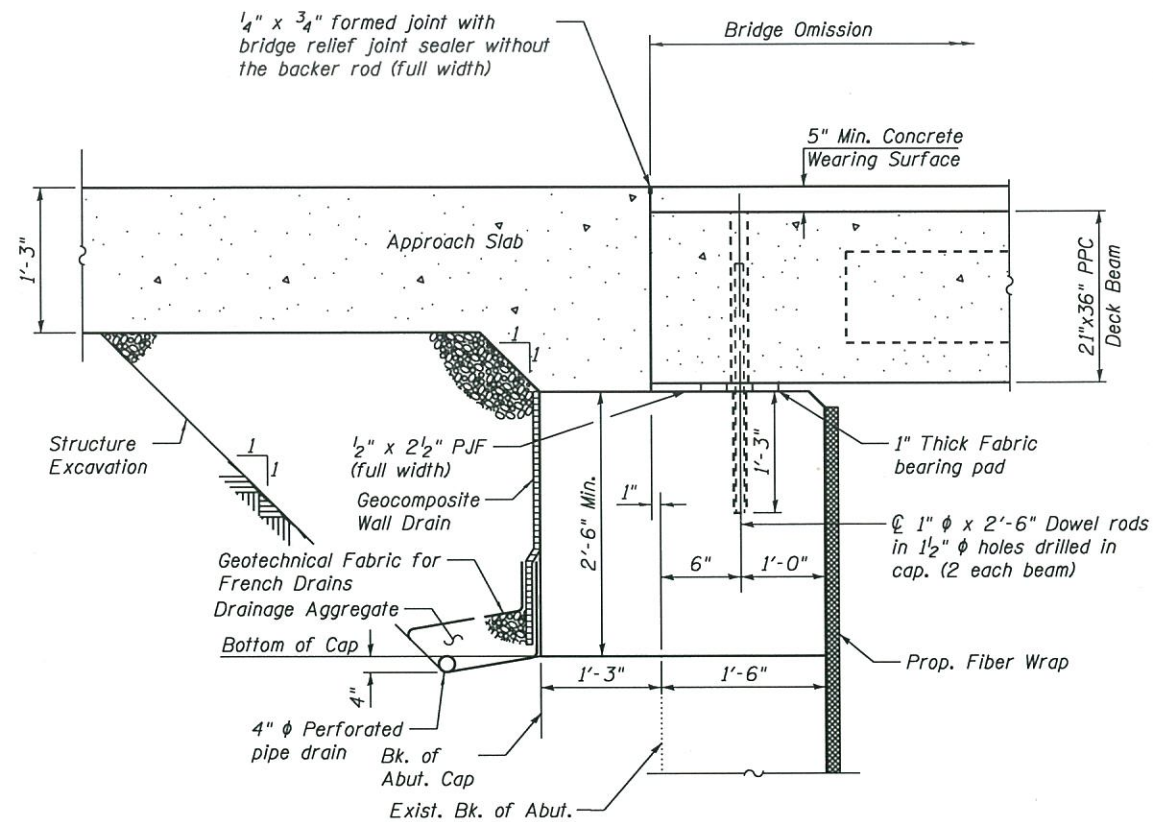 1/4" x 3/4" formed joint with
bridge relief joint sealer without
the backer rod (full width)
Bridge Omission
5" Min. Concrete
Wearing Surface
1'-3"
Approach Slab
21"x36" PPC
Deck Beam
1
1
Structure
Excavation
1
1
1/2" x 2 1/2" PJF
(full width)
Geocomposite
Wall Drain
1'-3"
1" Thick Fabric
bearing pad
1"
2'-6" Min.
6"
1'-0"
℄ 1" ϕ x 2'-6" Dowel rods
in 1 1/2" ϕ holes drilled in
cap. (2 each beam)
Geotechnical Fabric for
French Drains
Drainage Aggregate
Bottom of Cap
4"
1'-3"
1'-6"
Prop. Fiber Wrap
4" ϕ Perforated
pipe drain
Bk. of
Abut. Cap
Exist. Bk. of Abut.